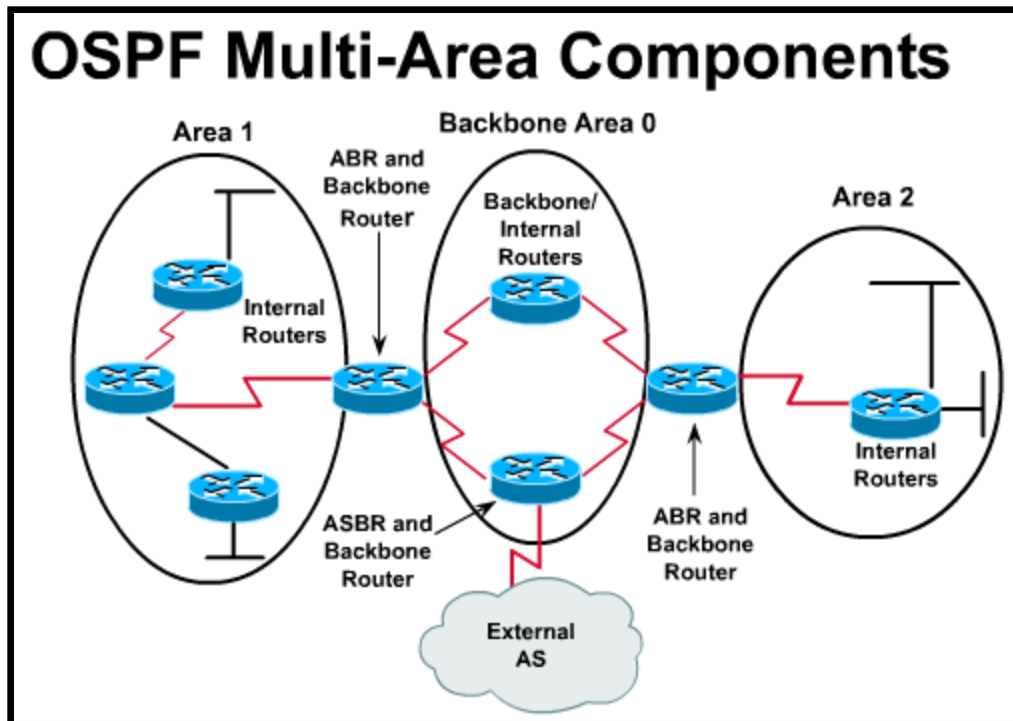 OSPF Multi-Area Components
Area 1
ABR and
Backbone
Router
Backbone Area 0
Backbone/
Internal
Routers
Area 2
Internal
Routers
Internal
Routers
ASBR and
Backbone
Router
ABR and
Backbone
Router
External
AS